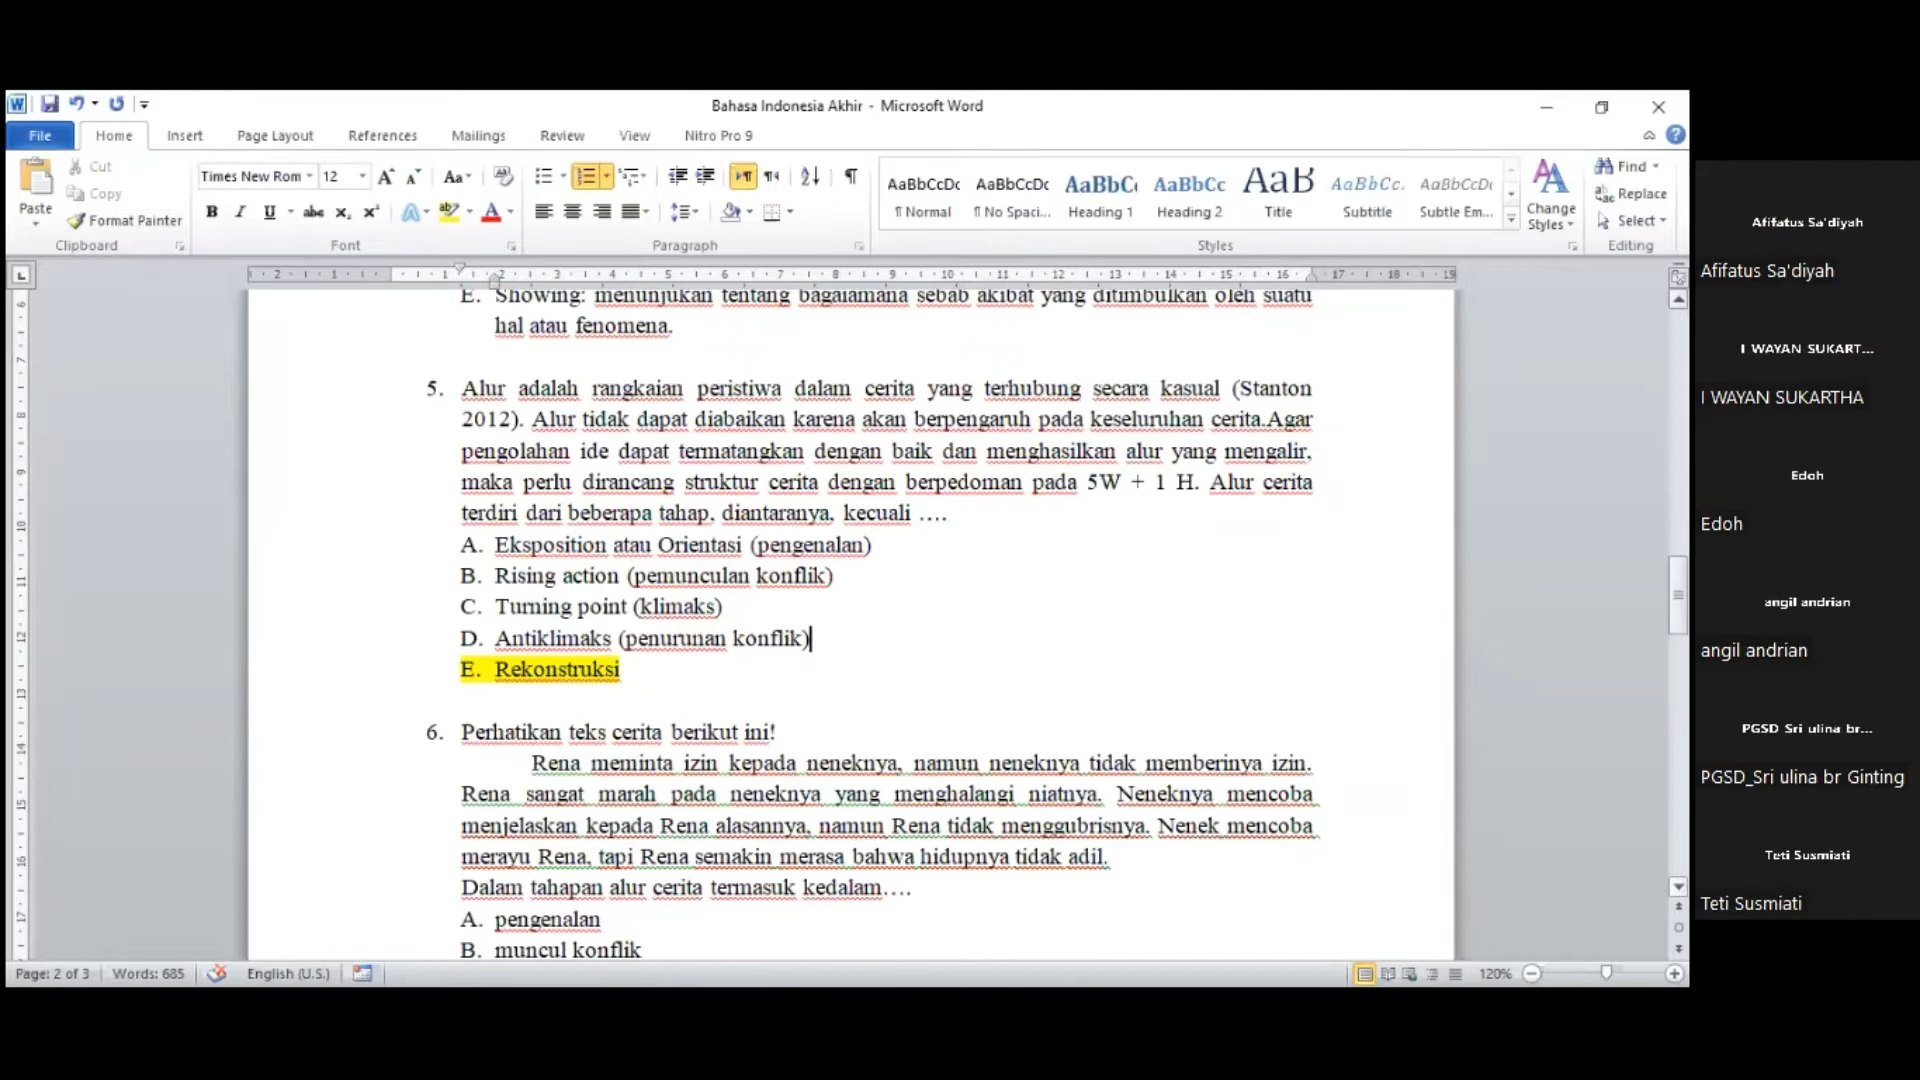 Bahasa Indonesia Akhir - Microsoft Word
File Home Insert Page Layout References Mailings Review View Nitro Pro 9
Paste
Cut
Copy
Format Painter
Clipboard
Times New Rom 12
Font
Paragraph
AaBbCcDc AaBbCcDc AaBbC( AaBbCc AaB AaBbCc. AaBbCcDt
¶ Normal ¶ No Spaci... Heading 1 Heading 2 Title Subtitle Subtle Em...
Change Styles
Styles
Find
Replace
Select
Editing
E. Showing: menunjukan tentang bagaiamana sebab akibat yang ditimbulkan oleh suatu
hal atau fenomena.
5. Alur adalah rangkaian peristiwa dalam cerita yang terhubung secara kasual (Stanton
2012). Alur tidak dapat diabaikan karena akan berpengaruh pada keseluruhan cerita.Agar
pengolahan ide dapat termatangkan dengan baik dan menghasilkan alur yang mengalir,
maka perlu dirancang struktur cerita dengan berpedoman pada 5W + 1 H. Alur cerita
terdiri dari beberapa tahap, diantaranya, kecuali ….
A. Eksposition atau Orientasi (pengenalan)
B. Rising action (pemunculan konflik)
C. Turning point (klimaks)
D. Antiklimaks (penurunan konflik)
E. Rekonstruksi
6. Perhatikan teks cerita berikut ini!
Rena meminta izin kepada neneknya, namun neneknya tidak memberinya izin.
Rena sangat marah pada neneknya yang menghalangi niatnya. Neneknya mencoba
menjelaskan kepada Rena alasannya, namun Rena tidak menggubrisnya. Nenek mencoba
merayu Rena, tapi Rena semakin merasa bahwa hidupnya tidak adil.
Dalam tahapan alur cerita termasuk kedalam….
A. pengenalan
B. muncul konflik
Page: 2 of 3 Words: 685 English (U.S.) 120%
Afifatus Sa'diyah
Afifatus Sa'diyah
I WAYAN SUKART...
I WAYAN SUKARTHA
Edoh
Edoh
angil andrian
angil andrian
PGSD Sri ulina br...
PGSD_Sri ulina br Ginting
Teti Susmiati
Teti Susmiati